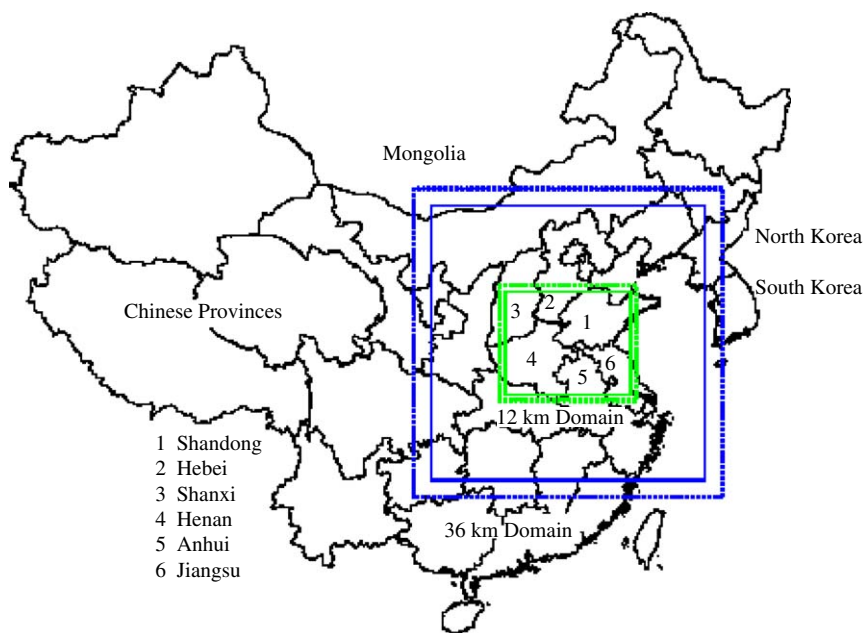 Mongolia
North Korea
South Korea
Chinese Provinces
3
2
1
4
5
6
12 km Domain
1 Shandong
2 Hebei
3 Shanxi
4 Henan
5 Anhui
6 Jiangsu
36 km Domain